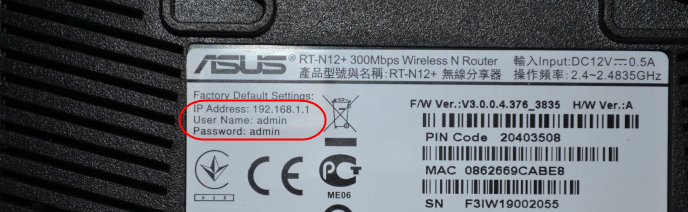 ASUS RT-N12+ 300Mbps Wireless N Router 輸入Input:DC12V⎓0.5A
產品型號與名稱:RT-N12+ 無線分享器 操作頻率:2.4~2.4835GHz
Factory Default Settings:
IP Address: 192.168.1.1
User Name: admin
Password: admin
F/W Ver.:V3.0.0.4.376_3835 H/W Ver.:A
PIN Code 20403508
MAC 0862669CABE8
SN F3IW19002055
CE
PCT
ME06